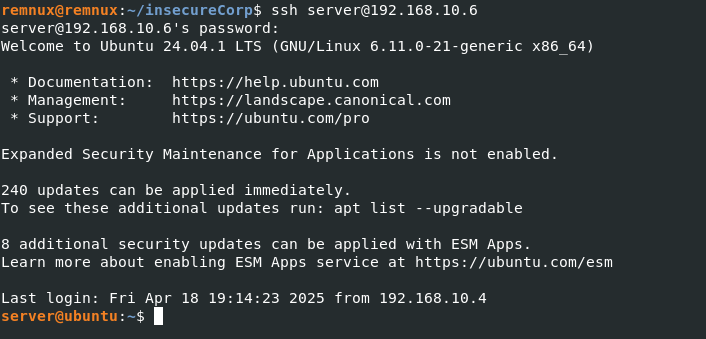 remnux@remnux:~/insecureCorp$ ssh server@192.168.10.6
server@192.168.10.6's password:
Welcome to Ubuntu 24.04.1 LTS (GNU/Linux 6.11.0-21-generic x86_64)

 * Documentation:  https://help.ubuntu.com
 * Management:     https://landscape.canonical.com
 * Support:        https://ubuntu.com/pro

Expanded Security Maintenance for Applications is not enabled.

240 updates can be applied immediately.
To see these additional updates run: apt list --upgradable

8 additional security updates can be applied with ESM Apps.
Learn more about enabling ESM Apps service at https://ubuntu.com/esm

Last login: Fri Apr 18 19:14:23 2025 from 192.168.10.4
server@ubuntu:~$